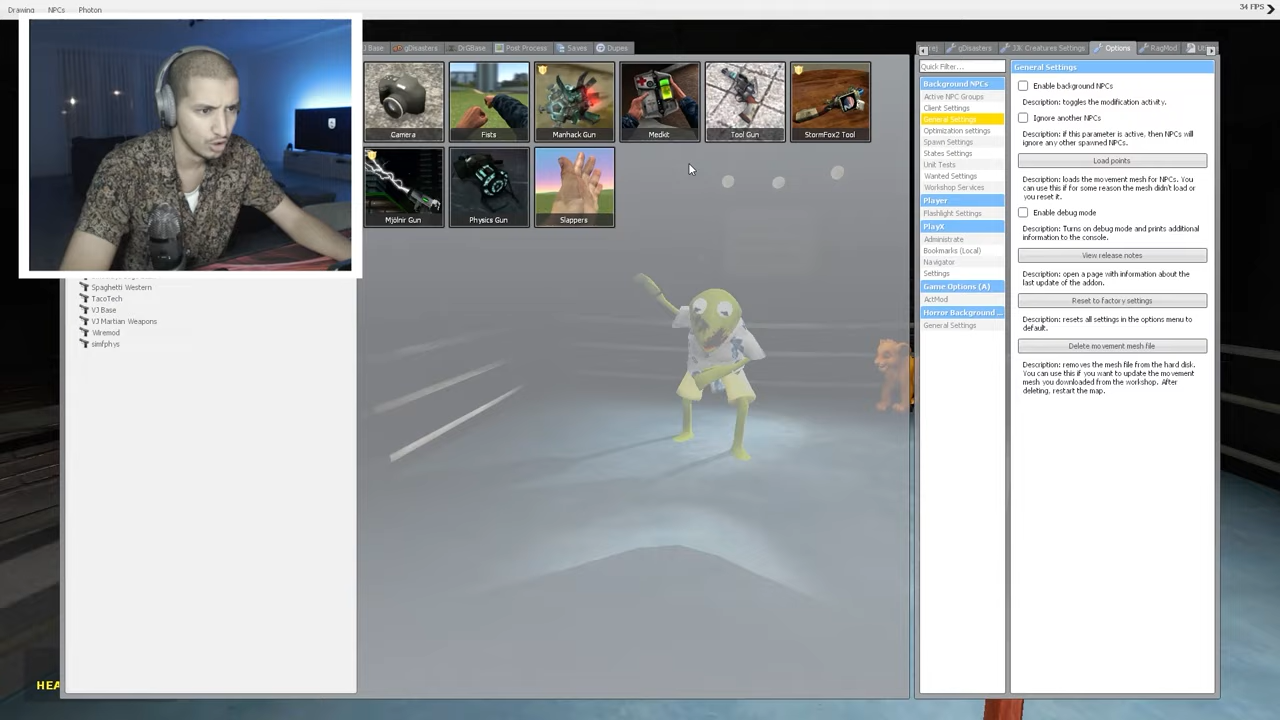 Drawing NPCs Photon
34 FPS
J Base gDisasters DrGBase Post Process Saves Dupes
gDisasters JJK Creatures Settings Options RagMod
Camera
Fists
Manhack Gun
Medkit
Tool Gun
StormFox2 Tool
Mjölnir Gun
Physics Gun
Slappers
Spaghetti Western
TacoTech
VJ Base
VJ Martian Weapons
Wiremod
simfphys
HEA
Quick Filter...
Background NPCs
Active NPC Groups
Client Settings
General Settings
Optimization settings
Spawn Settings
States Settings
Unit Tests
Wanted Settings
Workshop Services
Player
Flashlight Settings
PlayX
Administrate
Bookmarks (Local)
Navigator
Settings
Game Options (A)
ActMod
Horror Background ...
General Settings
General Settings
Enable background NPCs
Description: toggles the modification activity.
Ignore another NPCs
Description: if this parameter is active, then NPCs will
ignore any other spawned NPCs.
Load points
Description: loads the movement mesh for NPCs. You
can use this if for some reason the mesh didn't load or
you reset it.
Enable debug mode
Description: Turns on debug mode and prints additional
information to the console.
View release notes
Description: open a page with information about the
last update of the addon.
Reset to factory settings
Description: resets all settings in the options menu to
default.
Delete movement mesh file
Description: removes the mesh file from the hard disk.
You can use this if you want to update the movement
mesh you downloaded from the workshop. After
deleting, restart the map.